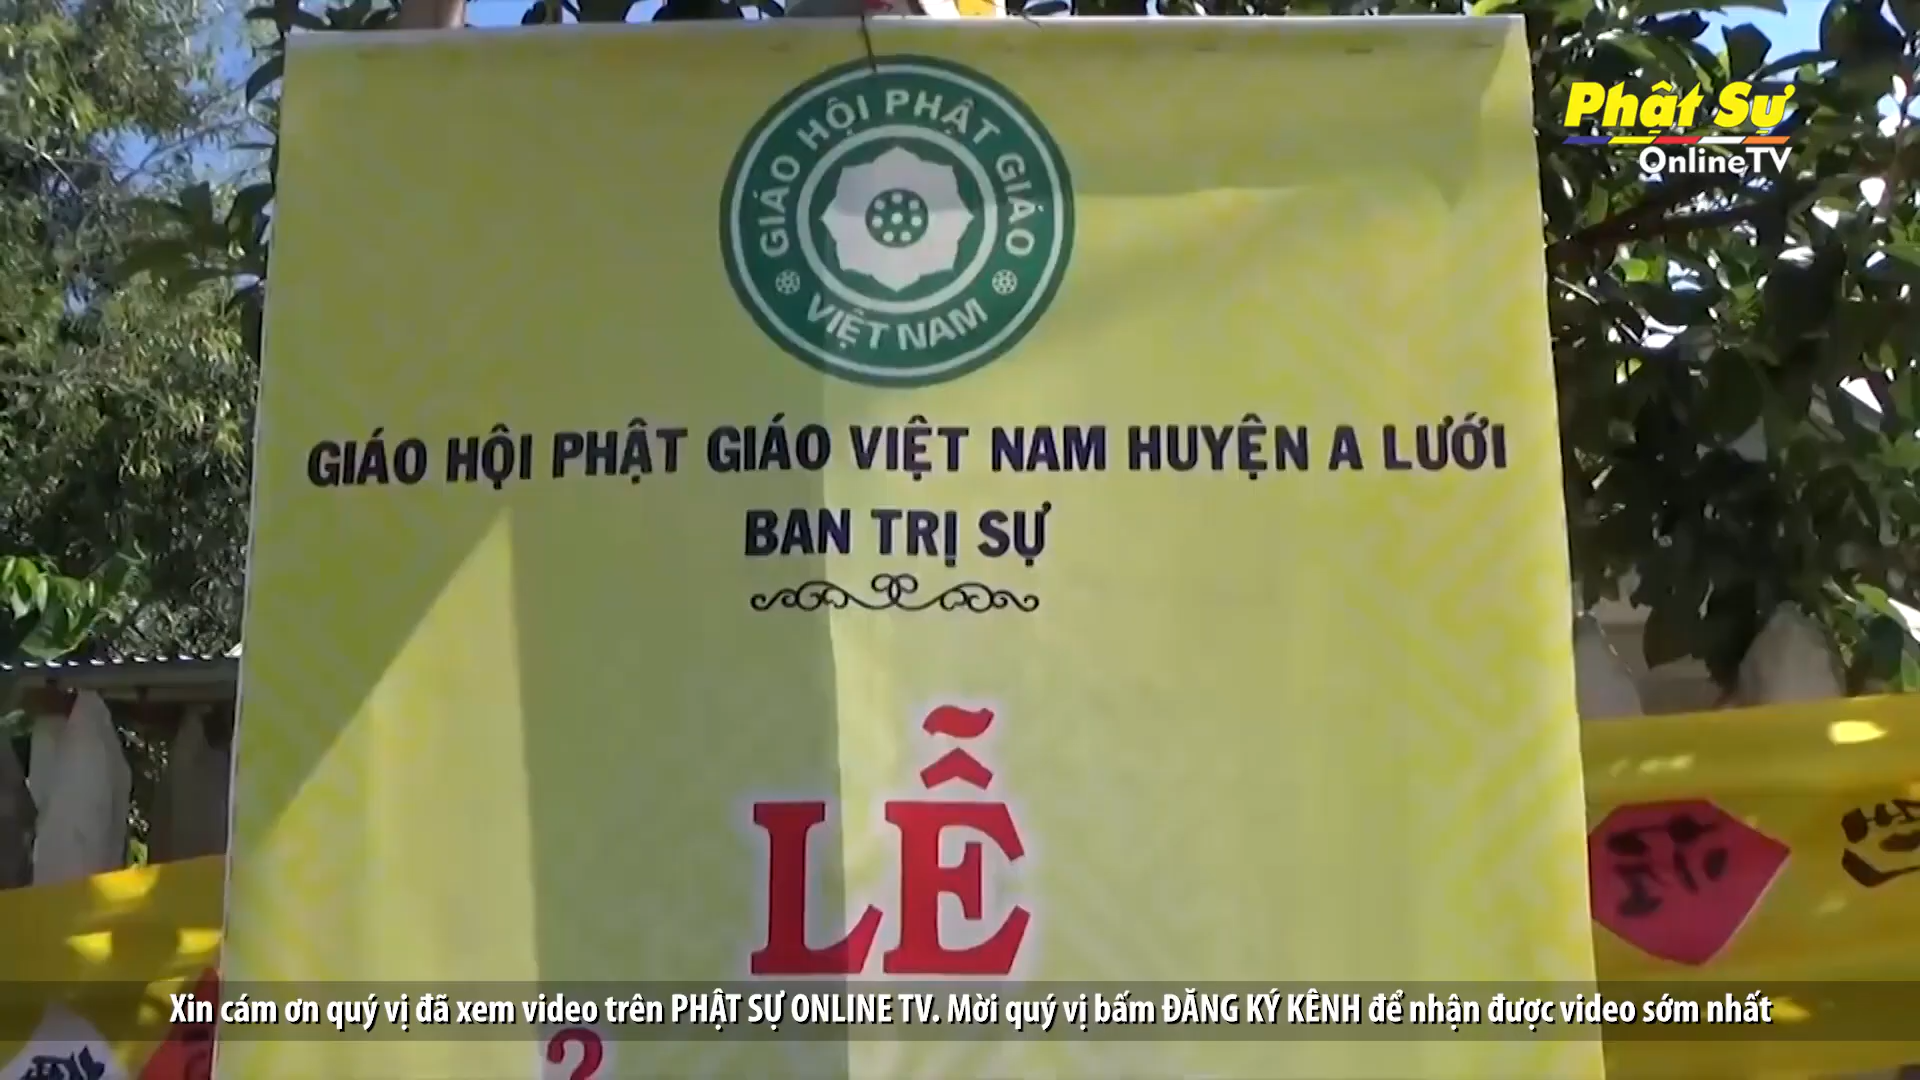 GIÁO HỘI PHẬT GIÁO
VIỆT NAM
Phật Sự
OnlineTV
GIÁO HỘI PHẬT GIÁO VIỆT NAM HUYỆN A LƯỚI
BAN TRỊ SỰ
LỄ
Xin cám ơn quý vị đã xem video trên PHẬT SỰ ONLINE TV. Mời quý vị bấm ĐĂNG KÝ KÊNH để nhận được video sớm nhất